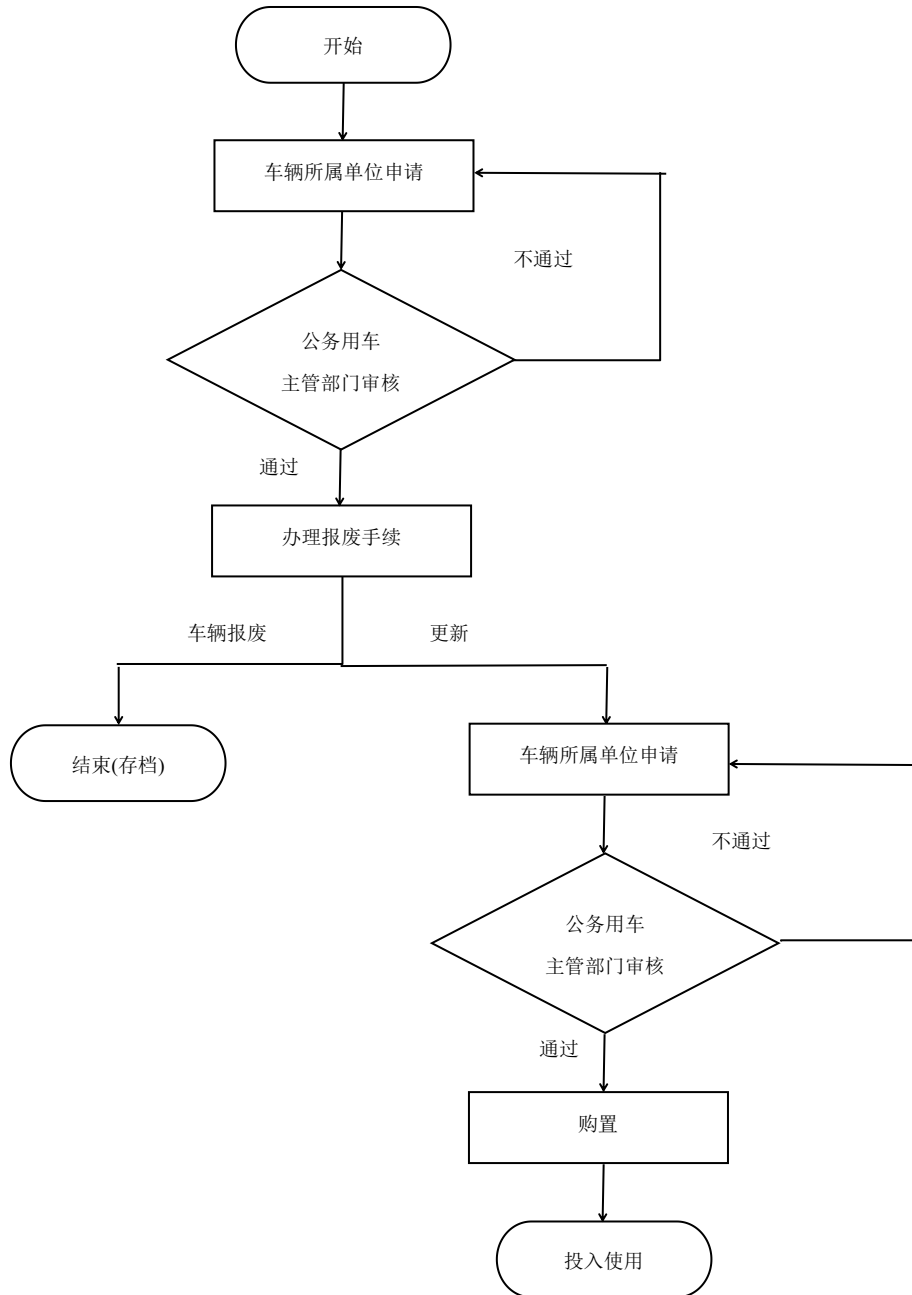 开始
车辆所属单位申请
不通过
公务用车
主管部门审核
通过
办理报废手续
车辆报废
更新
结束(存档)
车辆所属单位申请
不通过
公务用车
主管部门审核
通过
购置
投入使用